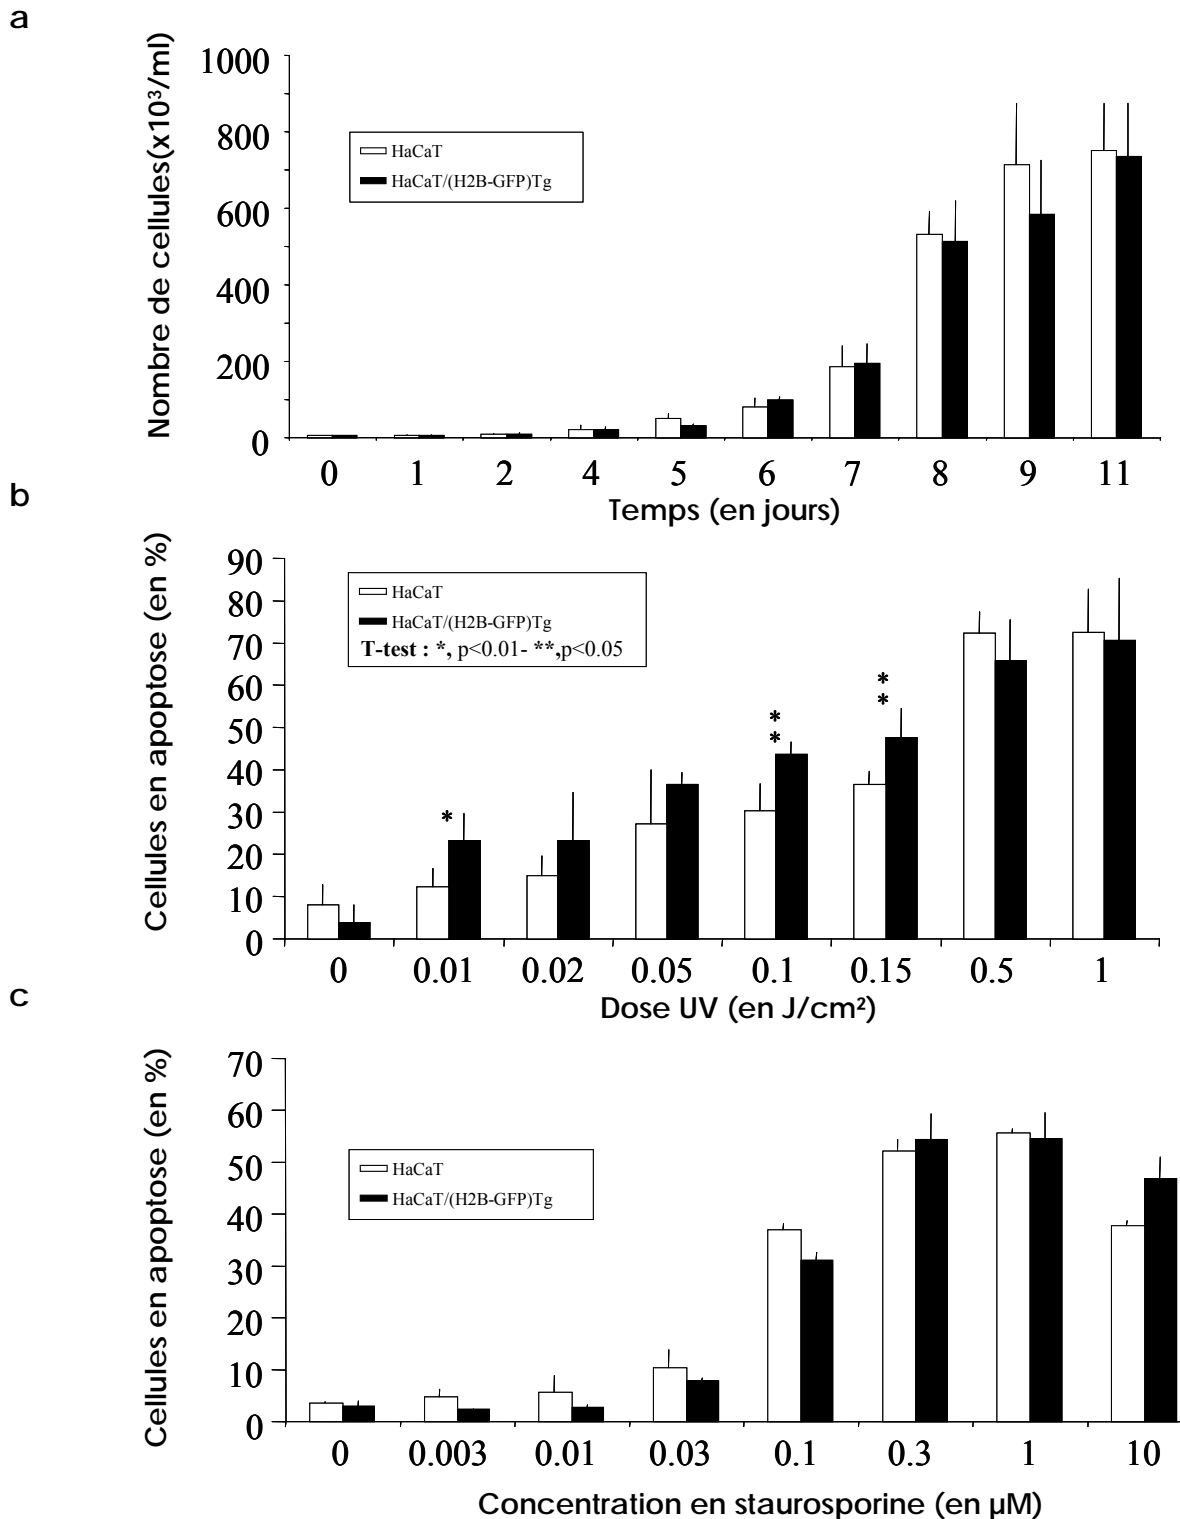 a
Nombre de cellules(x10³/ml)
1000
800
600
400
200
0
HaCaT
HaCaT/(H2B-GFP)Tg
0 1 2 4 5 6 7 8 9 11
Temps (en jours)
b
Cellules en apoptose (en %)
90
80
70
60
50
40
30
20
10
0
HaCaT
HaCaT/(H2B-GFP)Tg
T-test : *, p<0.01- **,p<0.05
*
*
*
*
*
0 0.01 0.02 0.05 0.1 0.15 0.5 1
Dose UV (en J/cm²)
c
Cellules en apoptose (en %)
70
60
50
40
30
20
10
0
HaCaT
HaCaT/(H2B-GFP)Tg
0 0.003 0.01 0.03 0.1 0.3 1 10
Concentration en staurosporine (en µM)